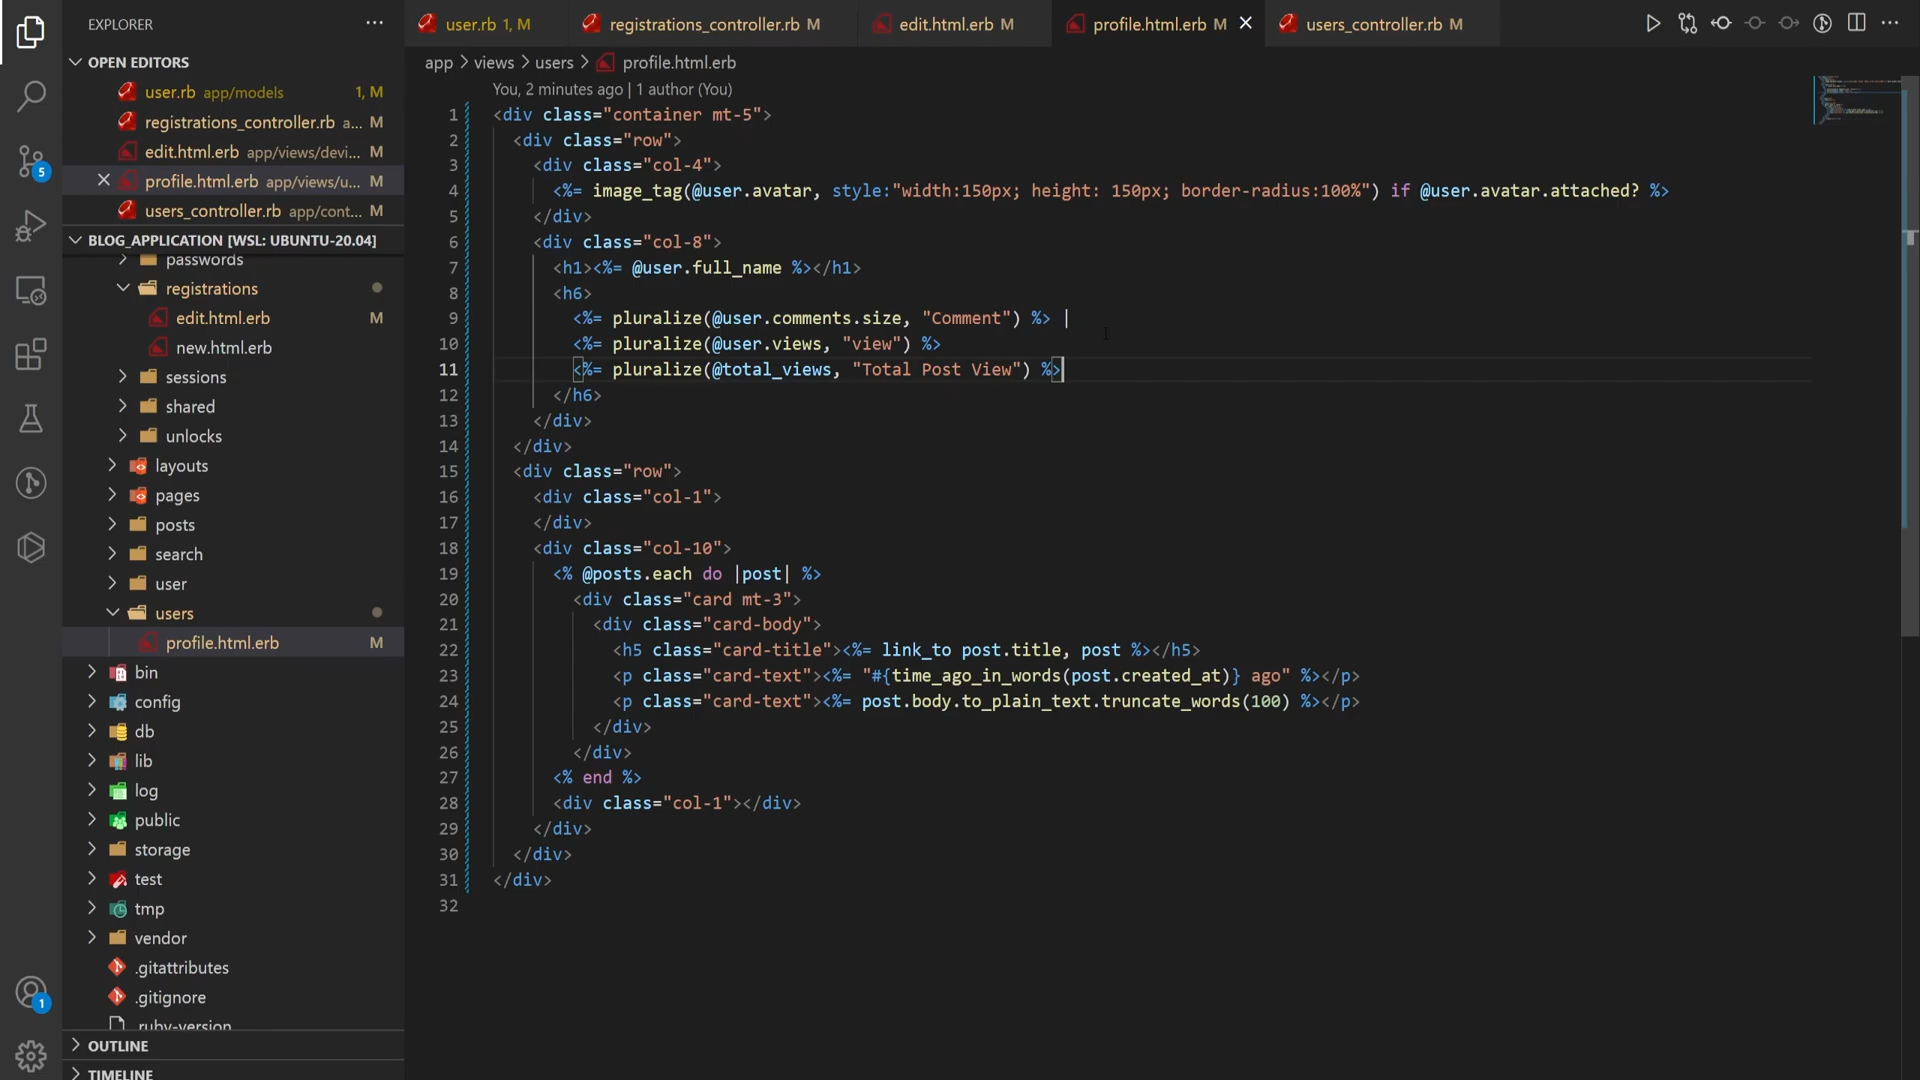 EXPLORER
OPEN EDITORS
user.rb app/models 1, M
registrations_controller.rb a... M
edit.html.erb app/views/devi... M
profile.html.erb app/views/u... M
users_controller.rb app/cont... M
BLOG_APPLICATION [WSL: UBUNTU-20.04]
passwords
registrations
edit.html.erb M
new.html.erb
sessions
shared
unlocks
layouts
pages
posts
search
user
users
profile.html.erb M
bin
config
db
lib
log
public
storage
test
tmp
vendor
.gitattributes
.gitignore
.ruby-version
OUTLINE
TIMELINE
5
1
user.rb 1, M
registrations_controller.rb M
edit.html.erb M
profile.html.erb M
users_controller.rb M
app > views > users > profile.html.erb
You, 2 minutes ago | 1 author (You)
1 <div class="container mt-5">
2 <div class="row">
3 <div class="col-4">
4 <%= image_tag(@user.avatar, style:"width:150px; height: 150px; border-radius:100%") if @user.avatar.attached? %>
5 </div>
6 <div class="col-8">
7 <h1><%= @user.full_name %></h1>
8 <h6>
9 <%= pluralize(@user.comments.size, "Comment") %> |
10 <%= pluralize(@user.views, "view") %>
11 <%= pluralize(@total_views, "Total Post View") %>
12 </h6>
13 </div>
14 </div>
15 <div class="row">
16 <div class="col-1">
17 </div>
18 <div class="col-10">
19 <% @posts.each do |post| %>
20 <div class="card mt-3">
21 <div class="card-body">
22 <h5 class="card-title"><%= link_to post.title, post %></h5>
23 <p class="card-text"><%= "#{time_ago_in_words(post.created_at)} ago" %></p>
24 <p class="card-text"><%= post.body.to_plain_text.truncate_words(100) %></p>
25 </div>
26 </div>
27 <% end %>
28 <div class="col-1"></div>
29 </div>
30 </div>
31 </div>
32